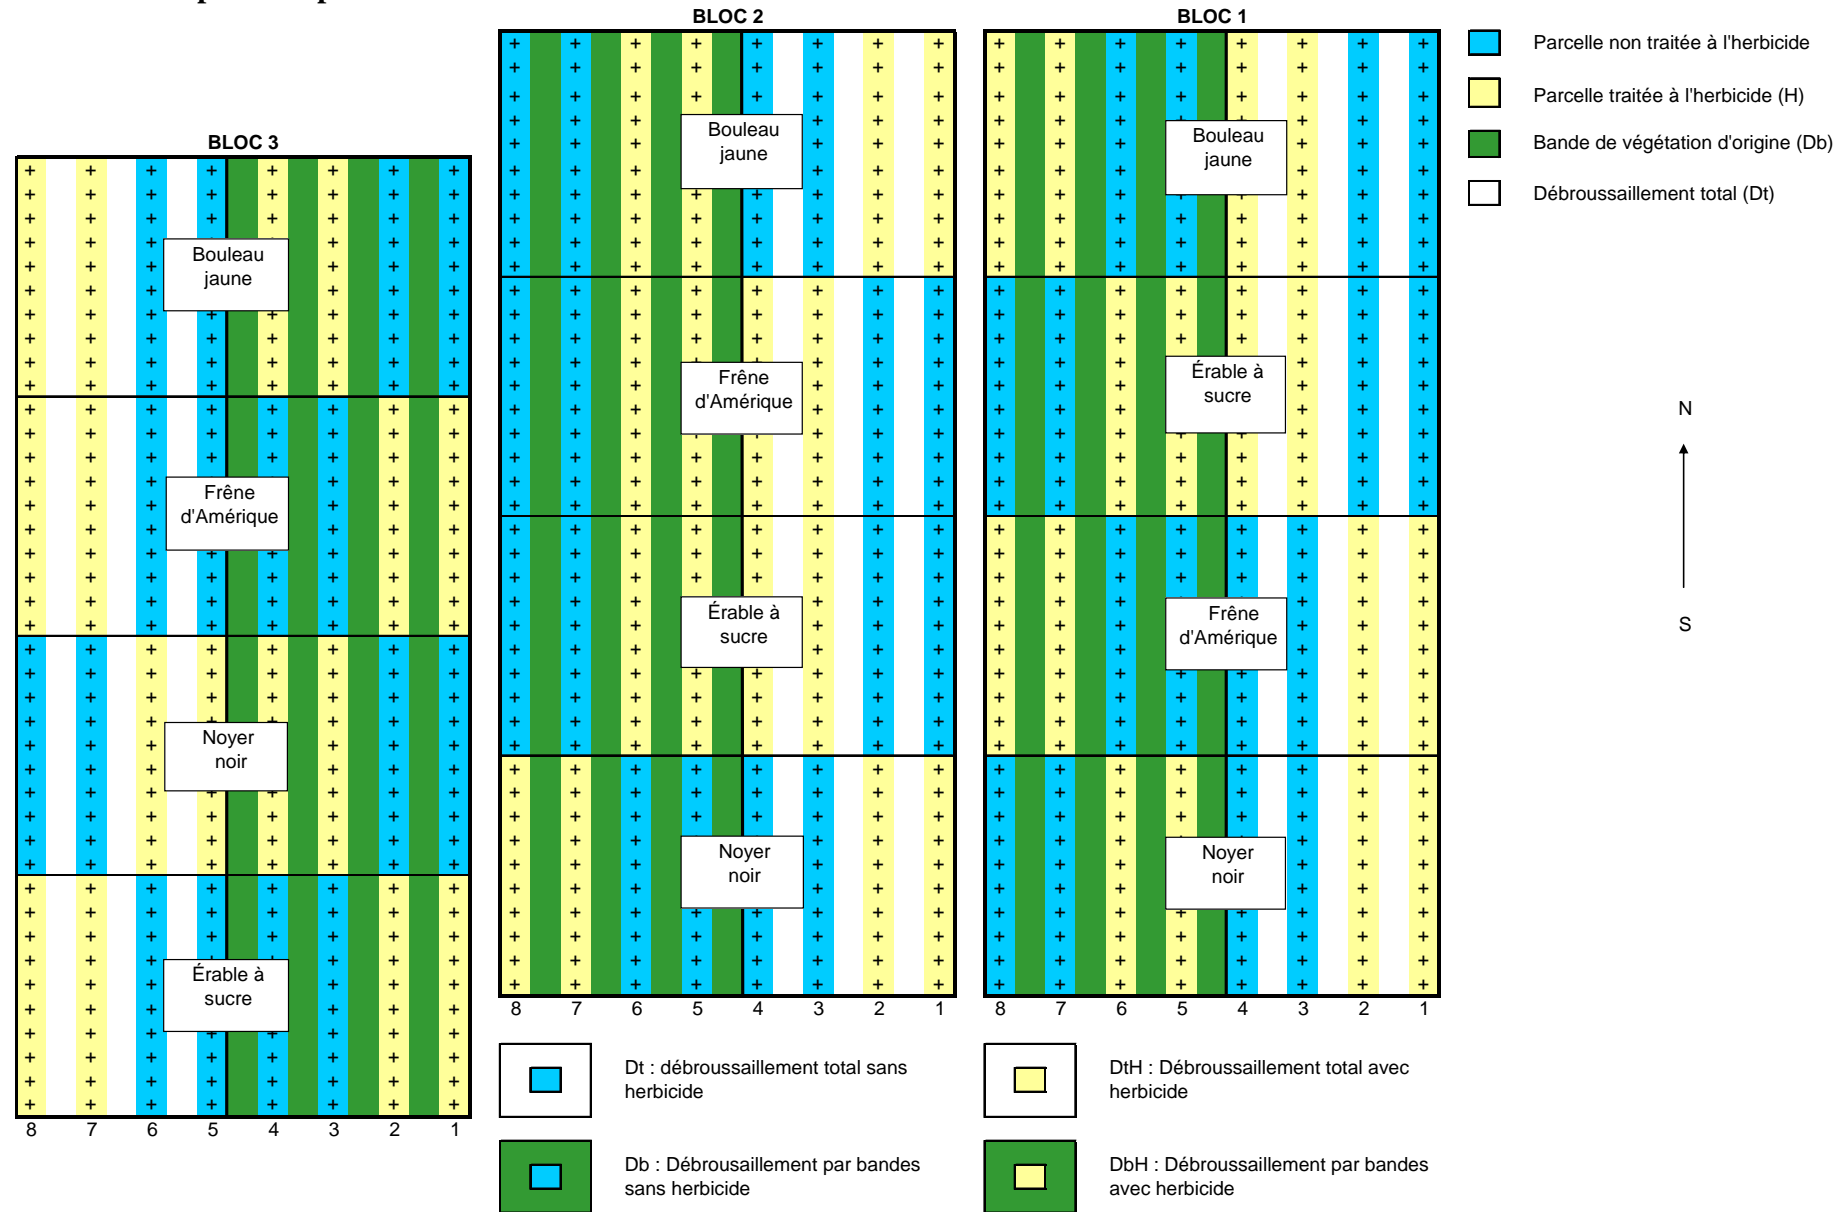 BLOC 2
BLOC 1
BLOC 3
Parcelle non traitée à l'herbicide
Parcelle traitée à l'herbicide (H)
Bande de végétation d'origine (Db)
Débroussaillement total (Dt)
Bouleau
jaune
Frêne
d'Amérique
Noyer
noir
Érable à
sucre
8 7 6 5 4 3 2 1
Bouleau
jaune
Frêne
d'Amérique
Érable à
sucre
Noyer
noir
8 7 6 5 4 3 2 1
Bouleau
jaune
Érable à
sucre
Frêne
d'Amérique
Noyer
noir
8 7 6 5 4 3 2 1
N
S
Dt : débroussaillement total sans
herbicide
DtH : Débroussaillement total avec
herbicide
Db : Débrousaillement par bandes
sans herbicide
DbH : Débroussaillement par bandes
avec herbicide